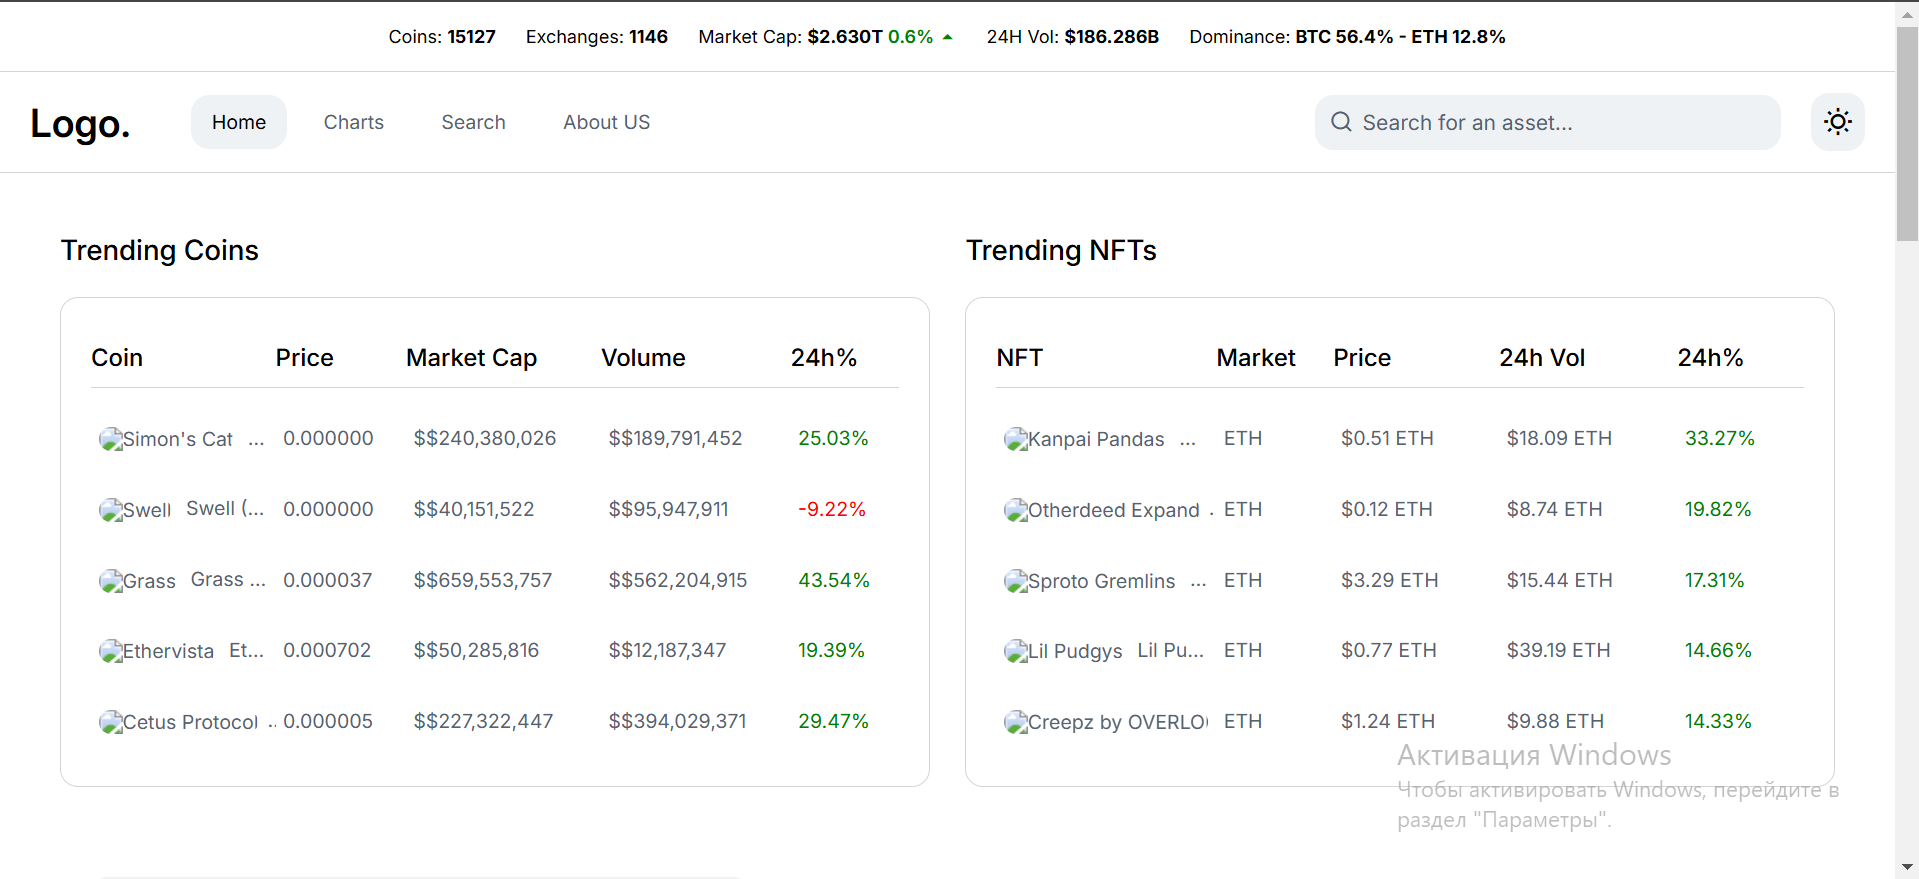 Coins: 15127 Exchanges: 1146 Market Cap: $2.630T 0.6% 24H Vol: $186.286B Dominance: BTC 56.4% - ETH 12.8%
Logo. Home Charts Search About US Search for an asset...
Trending Coins
Coin Price Market Cap Volume 24h%
Simon's Cat ... 0.000000 $$240,380,026 $$189,791,452 25.03%
Swell Swell (... 0.000000 $$40,151,522 $$95,947,911 -9.22%
Grass Grass ... 0.000037 $$659,553,757 $$562,204,915 43.54%
Ethervista Et... 0.000702 $$50,285,816 $$12,187,347 19.39%
Cetus Protocol .. 0.000005 $$227,322,447 $$394,029,371 29.47%
Trending NFTs
NFT Market Price 24h Vol 24h%
Kanpai Pandas ... ETH $0.51 ETH $18.09 ETH 33.27%
Otherdeed Expand . ETH $0.12 ETH $8.74 ETH 19.82%
Sproto Gremlins ... ETH $3.29 ETH $15.44 ETH 17.31%
Lil Pudgys Lil Pu... ETH $0.77 ETH $39.19 ETH 14.66%
Creepz by OVERLO ETH $1.24 ETH $9.88 ETH 14.33%
Активация Windows
Чтобы активировать Windows, перейдите в
раздел "Параметры".